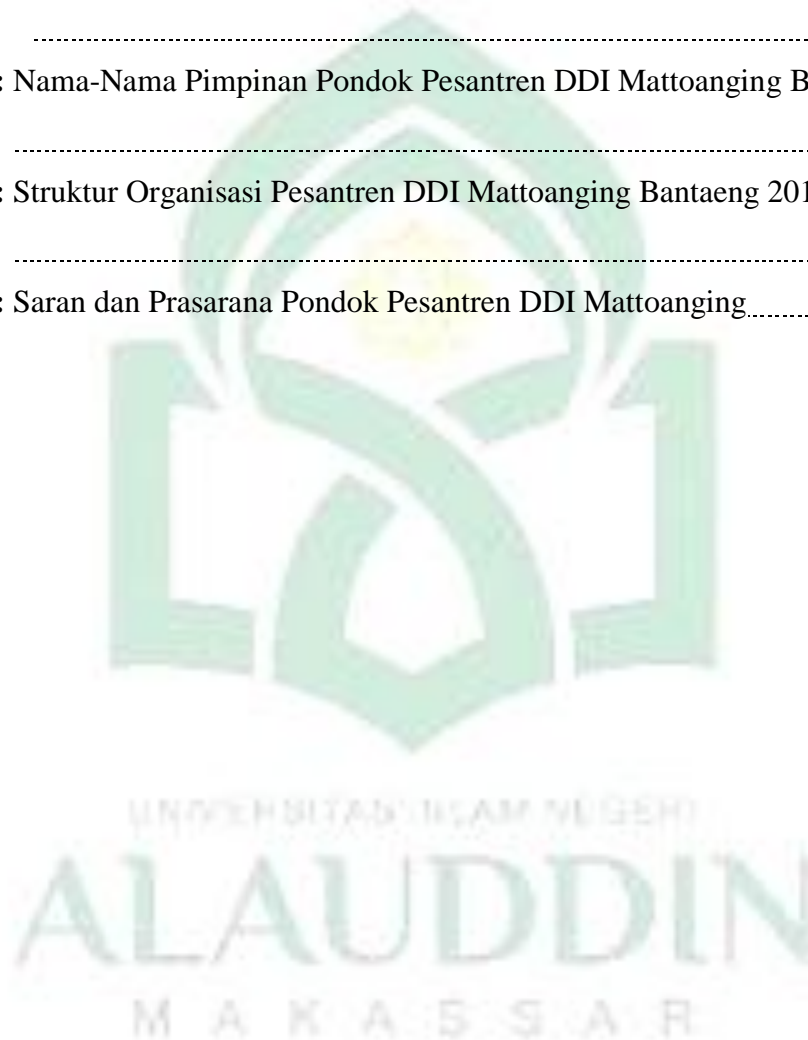 : Nama-Nama Pimpinan Pondok Pesantren DDI Mattoanging B
: Struktur Organisasi Pesantren DDI Mattoanging Bantaeng 201
: Saran dan Prasarana Pondok Pesantren DDI Mattoanging
UNIVERSITAS ISLAM NEGERI
ALAUDDIN
MAKASSAR